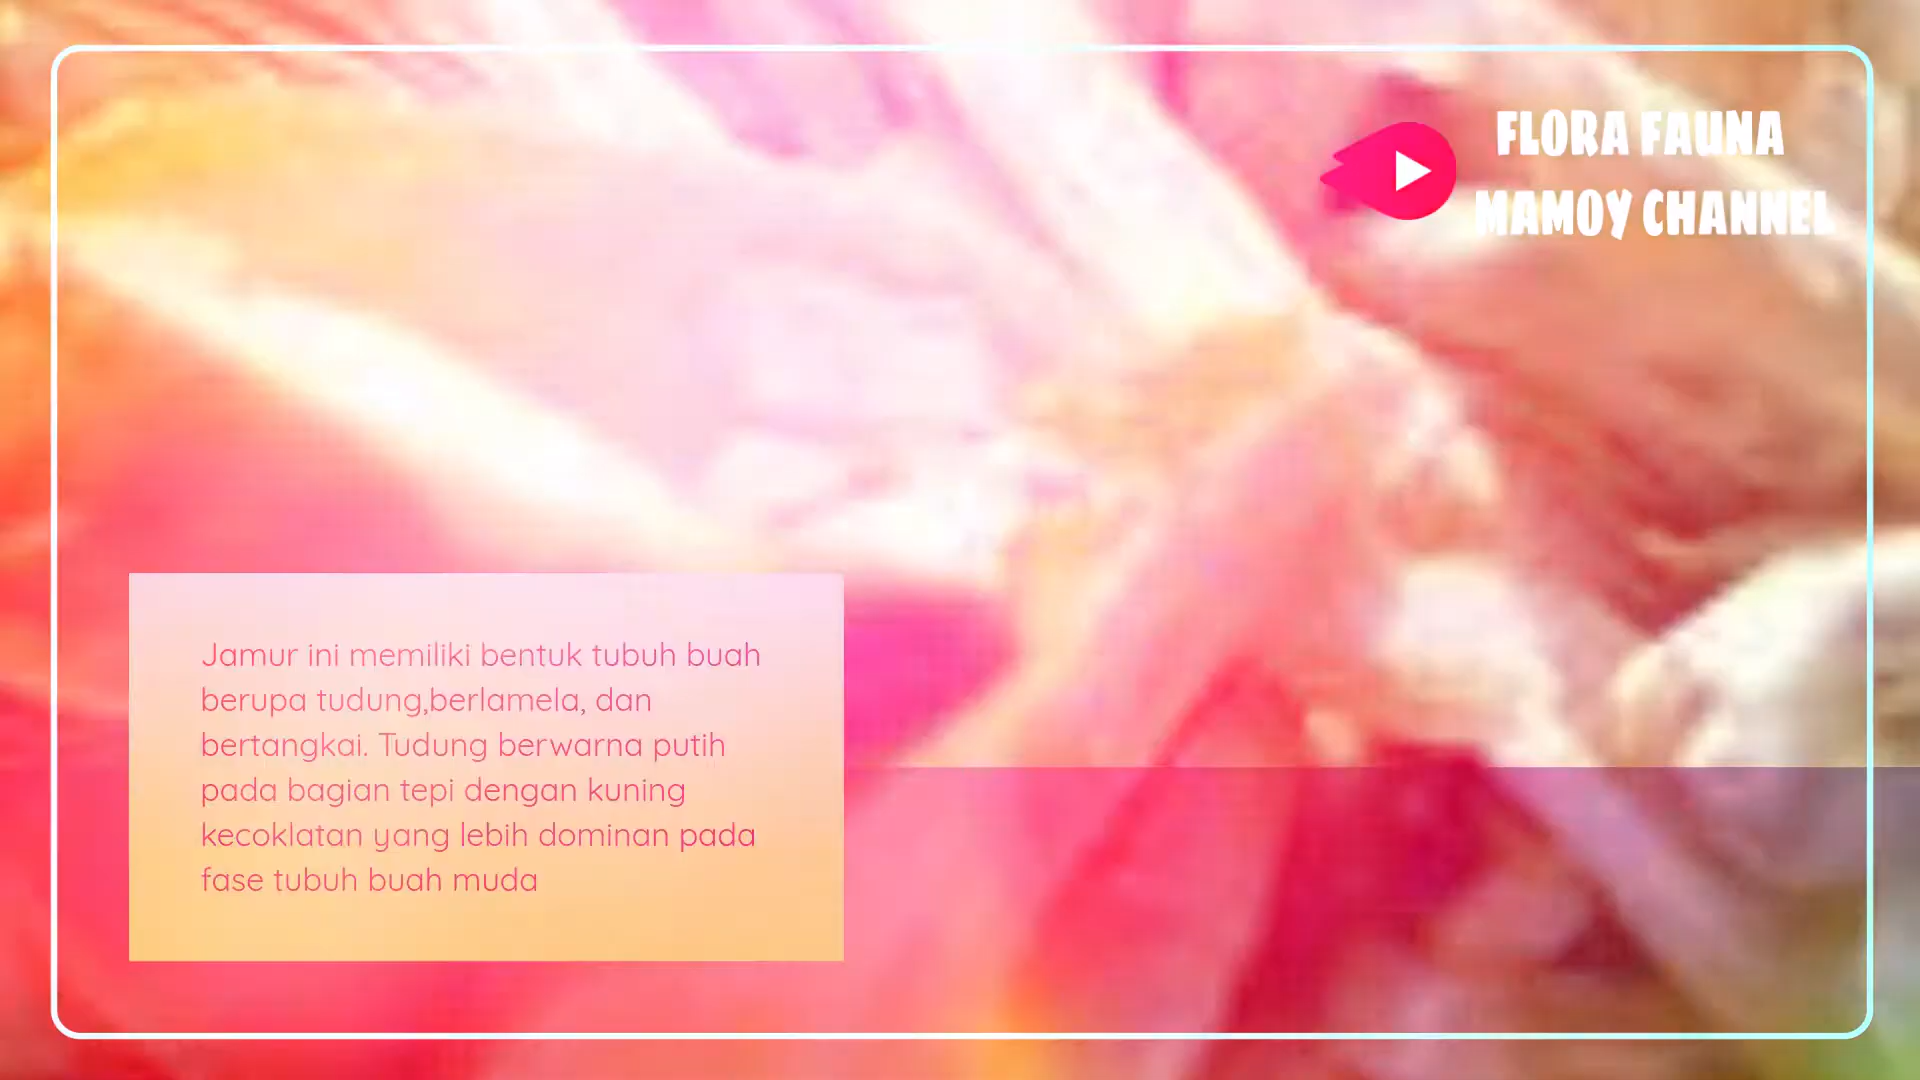 FLORA FAUNA
MAMOY CHANNEL
Jamur ini memiliki bentuk tubuh buah
berupa tudung,berlamela, dan
bertangkai. Tudung berwarna putih
pada bagian tepi dengan kuning
kecoklatan yang lebih dominan pada
fase tubuh buah muda